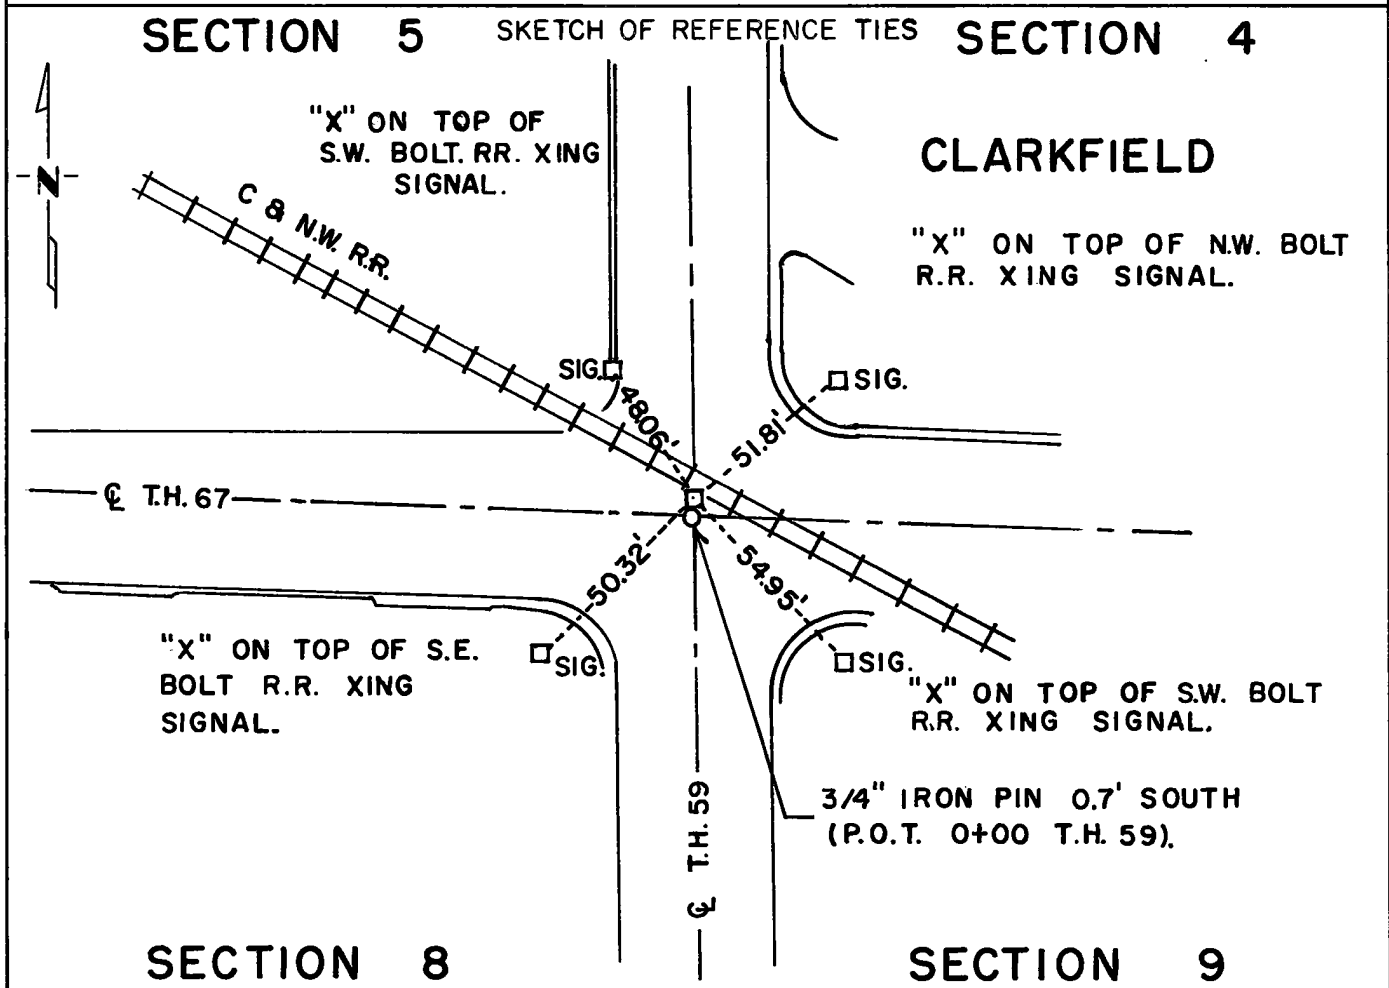 SECTION 5
SKETCH OF REFERENCE TIES
SECTION 4
"X" ON TOP OF
S.W. BOLT. RR. XING
SIGNAL.
CLARKFIELD
N
C & N.W. R.R.
"X" ON TOP OF N.W. BOLT
R.R. XING SIGNAL.
SIG.
48.06'
SIG.
51.81'
℄ T.H. 67
50.32'
54.95'
"X" ON TOP OF S.E.
BOLT R.R. XING
SIGNAL.
SIG.
SIG.
"X" ON TOP OF S.W. BOLT
R.R. XING SIGNAL.
3/4" IRON PIN 0.7' SOUTH
(P.O.T. 0+00 T.H. 59).
℄ T.H. 59
SECTION 8
SECTION 9